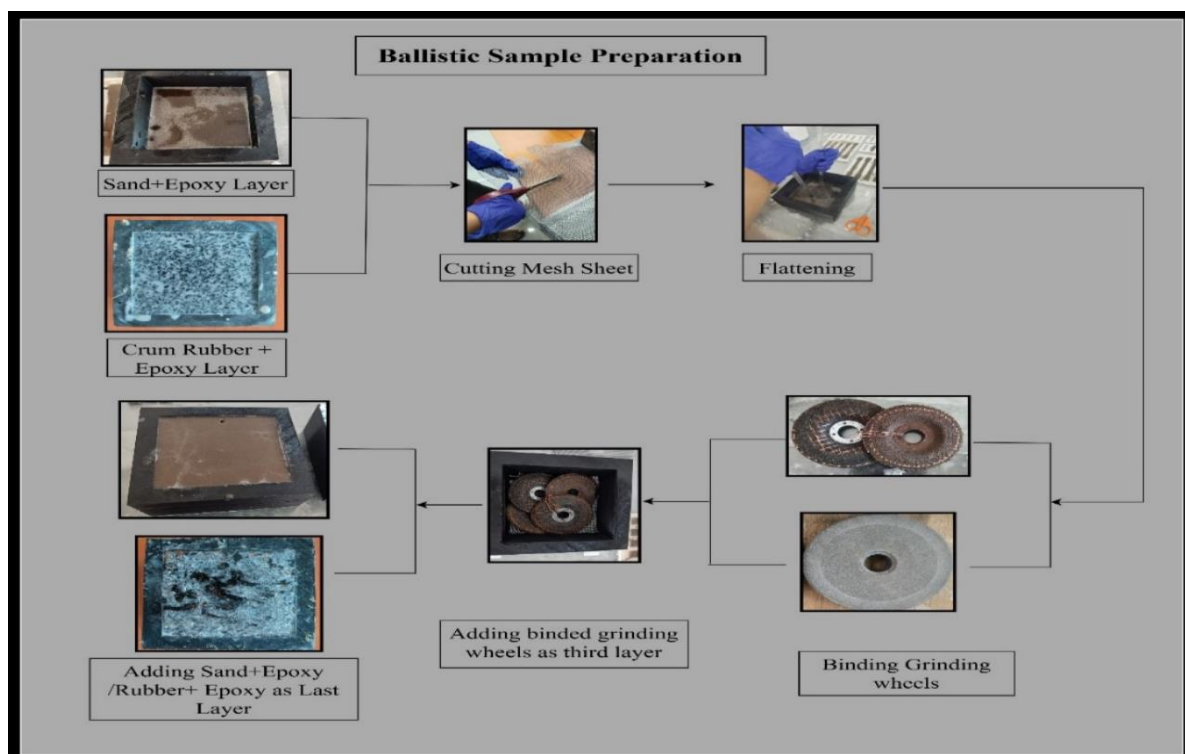 Ballistic Sample Preparation
Sand+Epoxy Layer
Crum Rubber +
Epoxy Layer
Cutting Mesh Sheet
Flattening
Binding Grinding
wheels
Adding binded grinding
wheels as third layer
Adding Sand+Epoxy
/Rubber+ Epoxy as Last
Layer